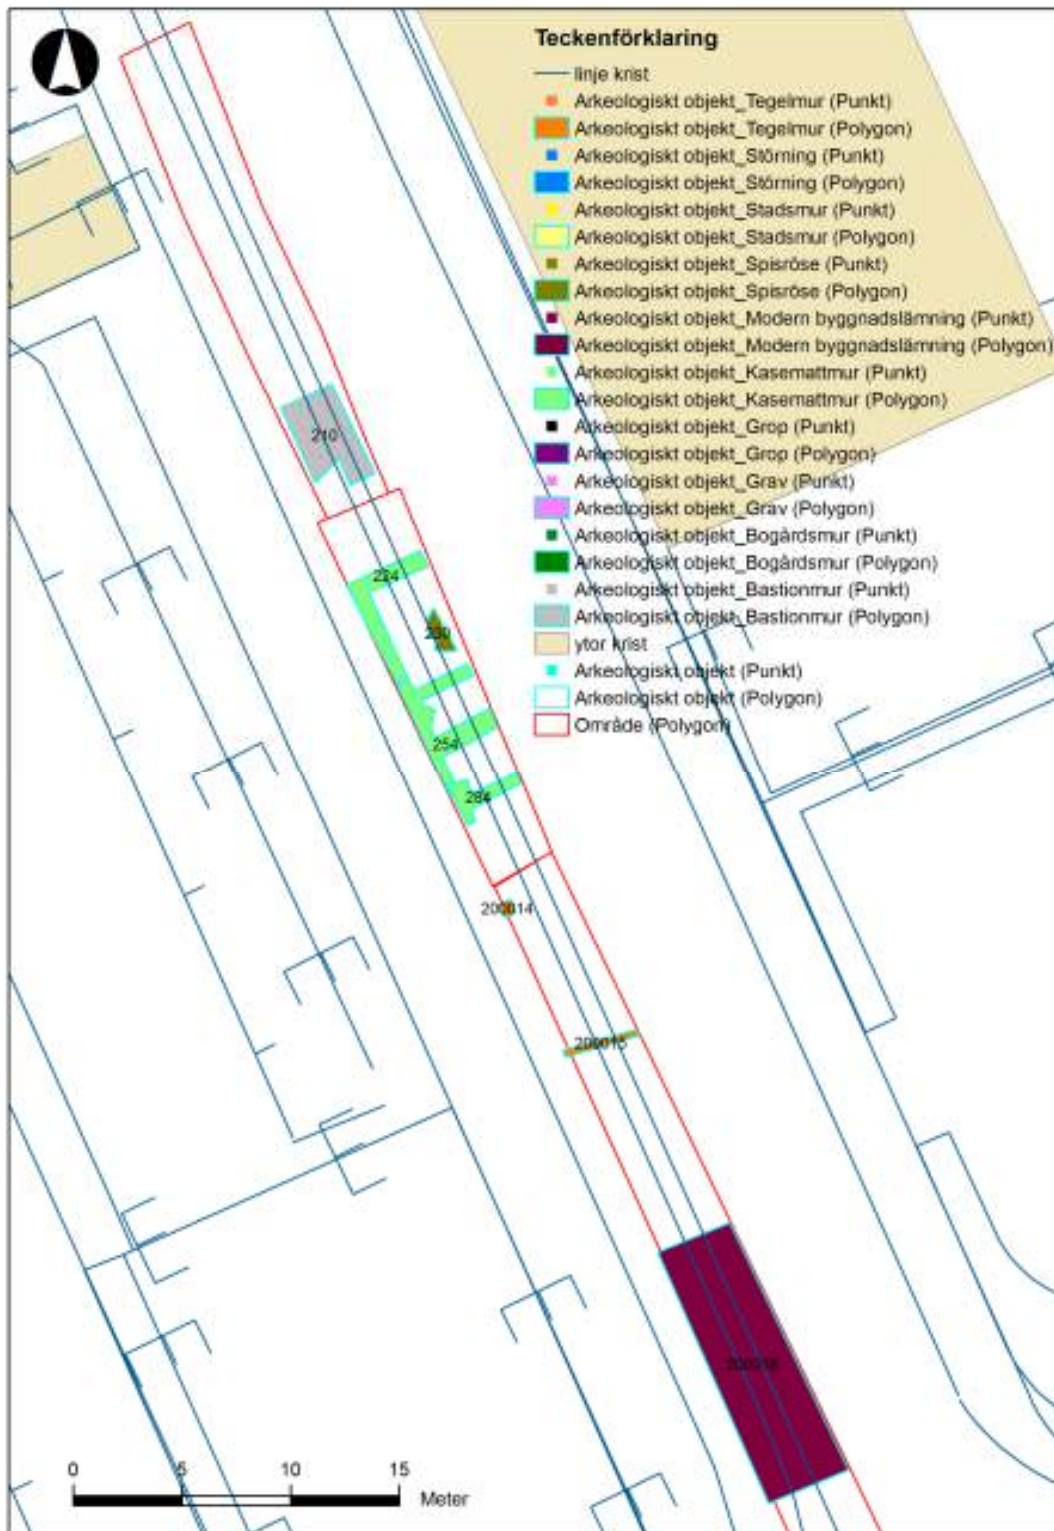 Teckenförklaring
linje krist
Arkeologiskt objekt_Tegelmur (Punkt)
Arkeologiskt objekt_Tegelmur (Polygon)
Arkeologiskt objekt_Störning (Punkt)
Arkeologiskt objekt_Störning (Polygon)
Arkeologiskt objekt_Stadsmur (Punkt)
Arkeologiskt objekt_Stadsmur (Polygon)
Arkeologiskt objekt_Spisröse (Punkt)
Arkeologiskt objekt_Spisröse (Polygon)
Arkeologiskt objekt_Modern byggnadslämning (Punkt)
Arkeologiskt objekt_Modern byggnadslämning (Polygon)
Arkeologiskt objekt_Kasemattmur (Punkt)
Arkeologiskt objekt_Kasemattmur (Polygon)
Arkeologiskt objekt_Grop (Punkt)
Arkeologiskt objekt_Grop (Polygon)
Arkeologiskt objekt_Grav (Punkt)
Arkeologiskt objekt_Grav (Polygon)
Arkeologiskt objekt_Bogårdsmur (Punkt)
Arkeologiskt objekt_Bogårdsmur (Polygon)
Arkeologiskt objekt_Bastionmur (Punkt)
Arkeologiskt objekt_Bastionmur (Polygon)
ytor krist
Arkeologiskt objekt (Punkt)
Arkeologiskt objekt (Polygon)
Område (Polygon)
210
224
254
284
200014
0 5 10 15
Meter